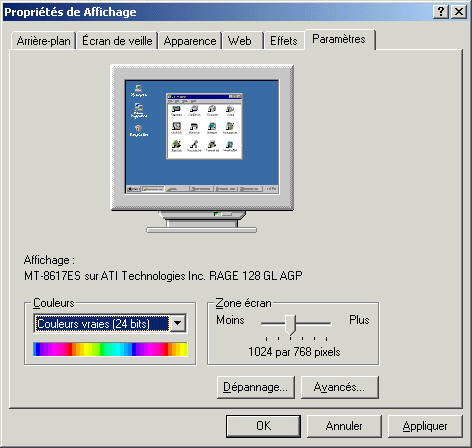 Propriétés de Affichage
Arrière-plan Écran de veille Apparence Web Effets Paramètres
Affichage :
MT-8617ES sur ATI Technologies Inc. RAGE 128 GL AGP
Couleurs
Couleurs vraies (24 bits)
Zone écran
Moins Plus
1024 par 768 pixels
Dépannage... Avancés...
OK Annuler Appliquer